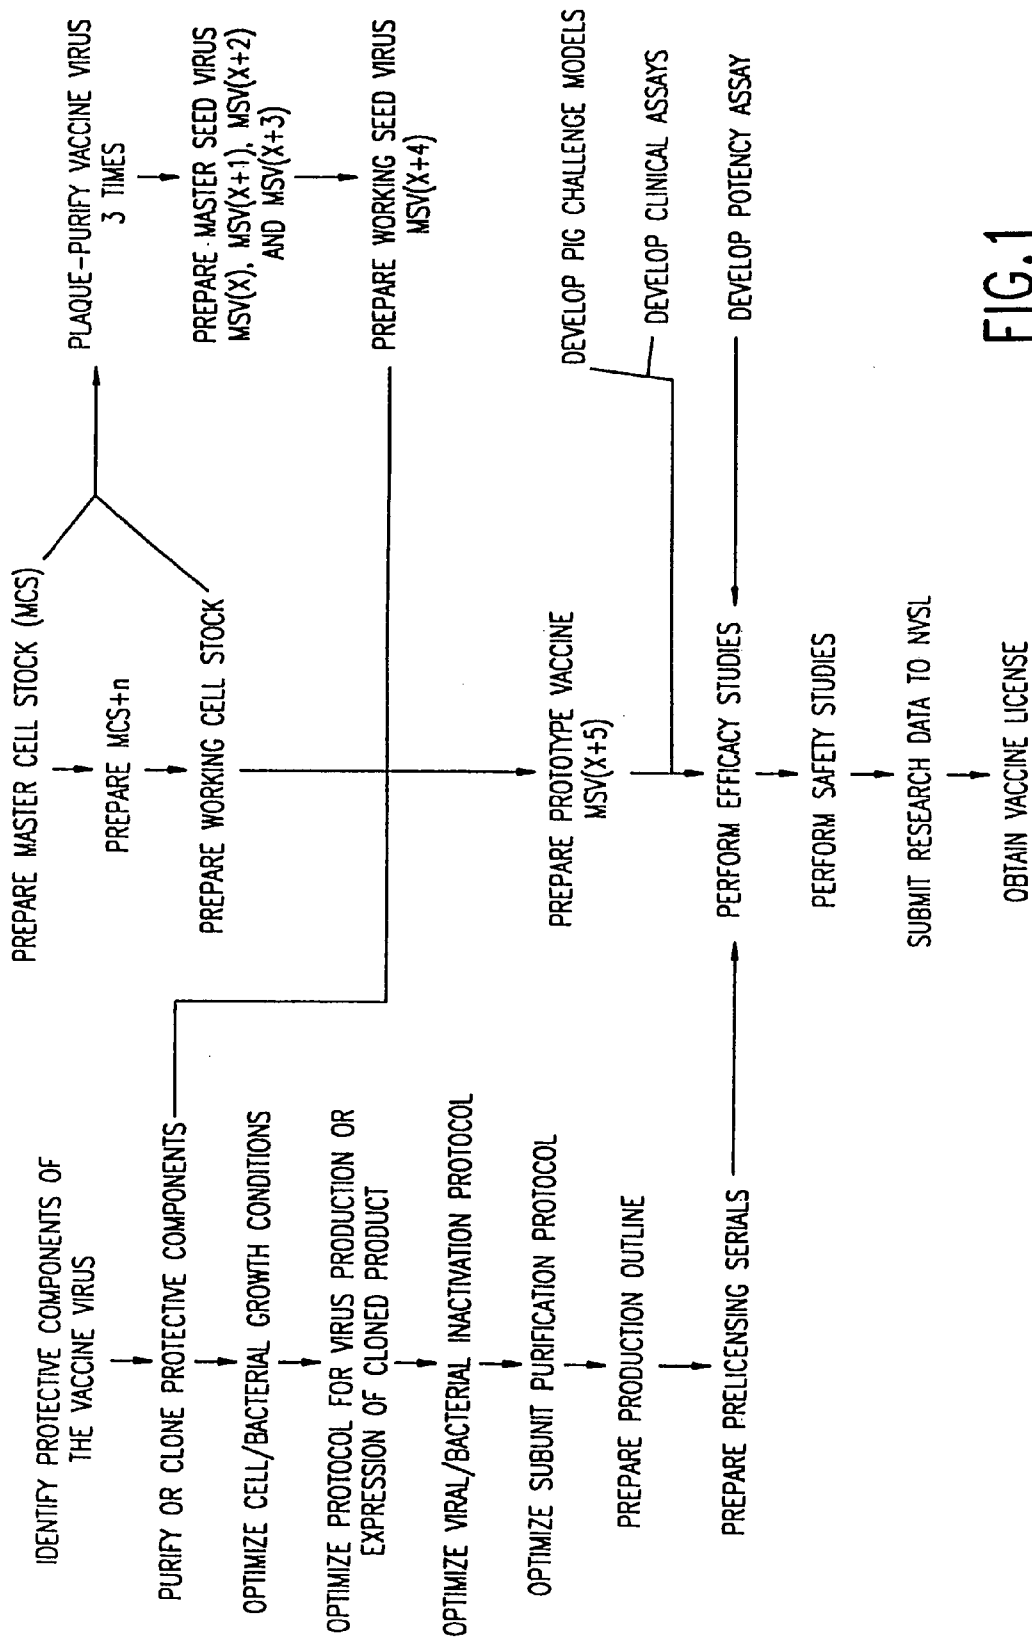 IDENTIFY PROTECTIVE COMPONENTS OF
THE VACCINE VIRUS
PURIFY OR CLONE PROTECTIVE COMPONENTS
OPTIMIZE CELL/BACTERIAL GROWTH CONDITIONS
OPTIMIZE PROTOCOL FOR VIRUS PRODUCTION OR
EXPRESSION OF CLONED PRODUCT
OPTIMIZE VIRAL/BACTERIAL INACTIVATION PROTOCOL
OPTIMIZE SUBUNIT PURIFICATION PROTOCOL
PREPARE PRODUCTION OUTLINE
PREPARE PRELICENSING SERIALS
PREPARE MASTER CELL STOCK (MCS)
PREPARE MCS+n
PREPARE WORKING CELL STOCK
PREPARE PROTOTYPE VACCINE
MSV(X+5)
PERFORM EFFICACY STUDIES
PERFORM SAFETY STUDIES
SUBMIT RESEARCH DATA TO NVSL
OBTAIN VACCINE LICENSE
PLAQUE-PURIFY VACCINE VIRUS
3 TIMES
PREPARE MASTER SEED VIRUS
MSV(X), MSV(X+1), MSV(X+2)
AND MSV(X+3)
PREPARE WORKING SEED VIRUS
MSV(X+4)
DEVELOP PIG CHALLENGE MODELS
DEVELOP CLINICAL ASSAYS
DEVELOP POTENCY ASSAY
FIG.1